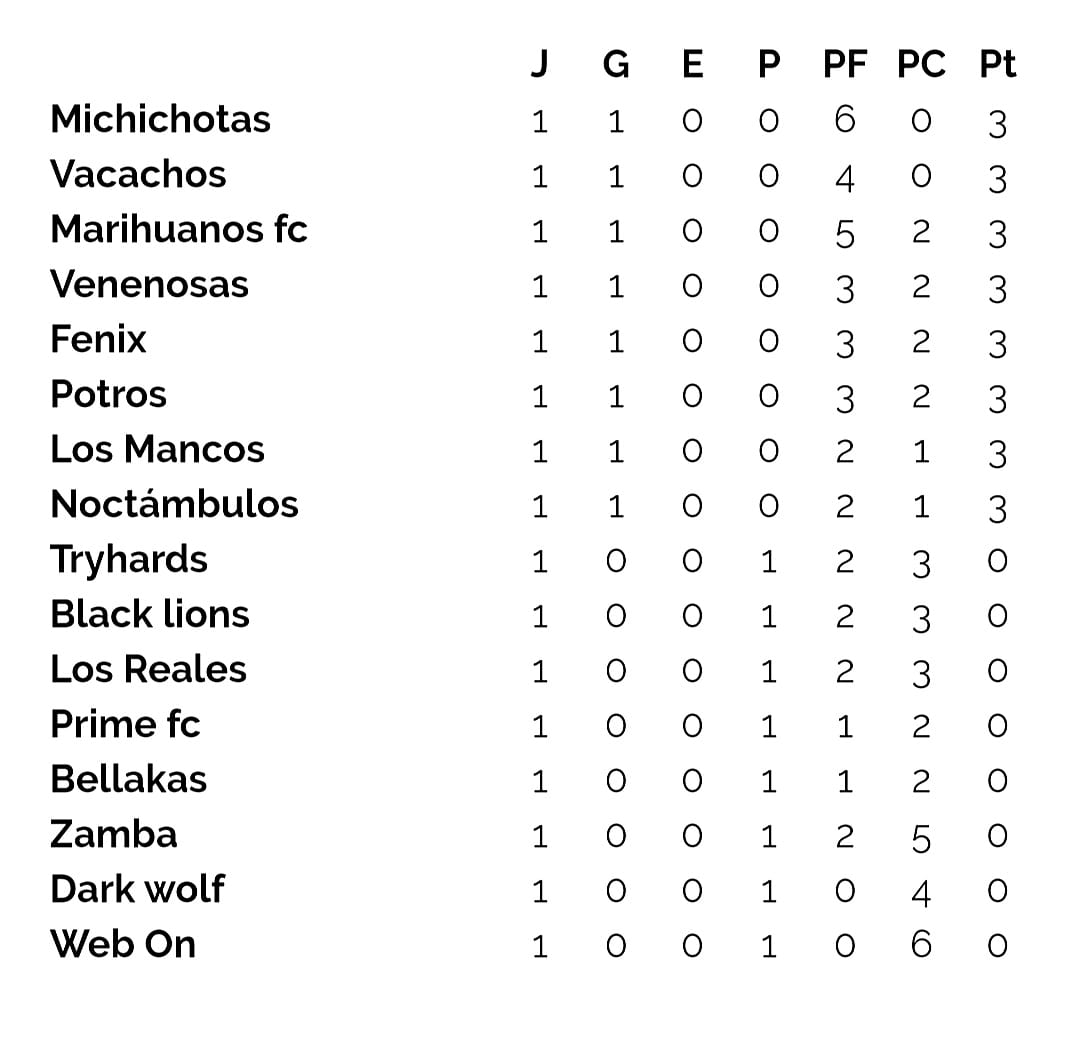 J G E P PF PC Pt
Michichotas 1 1 0 0 6 0 3
Vacachos 1 1 0 0 4 0 3
Marihuanos fc 1 1 0 0 5 2 3
Venenosas 1 1 0 0 3 2 3
Fenix 1 1 0 0 3 2 3
Potros 1 1 0 0 3 2 3
Los Mancos 1 1 0 0 2 1 3
Noctámbulos 1 1 0 0 2 1 3
Tryhards 1 0 0 1 2 3 0
Black lions 1 0 0 1 2 3 0
Los Reales 1 0 0 1 2 3 0
Prime fc 1 0 0 1 1 2 0
Bellakas 1 0 0 1 1 2 0
Zamba 1 0 0 1 2 5 0
Dark wolf 1 0 0 1 0 4 0
Web On 1 0 0 1 0 6 0